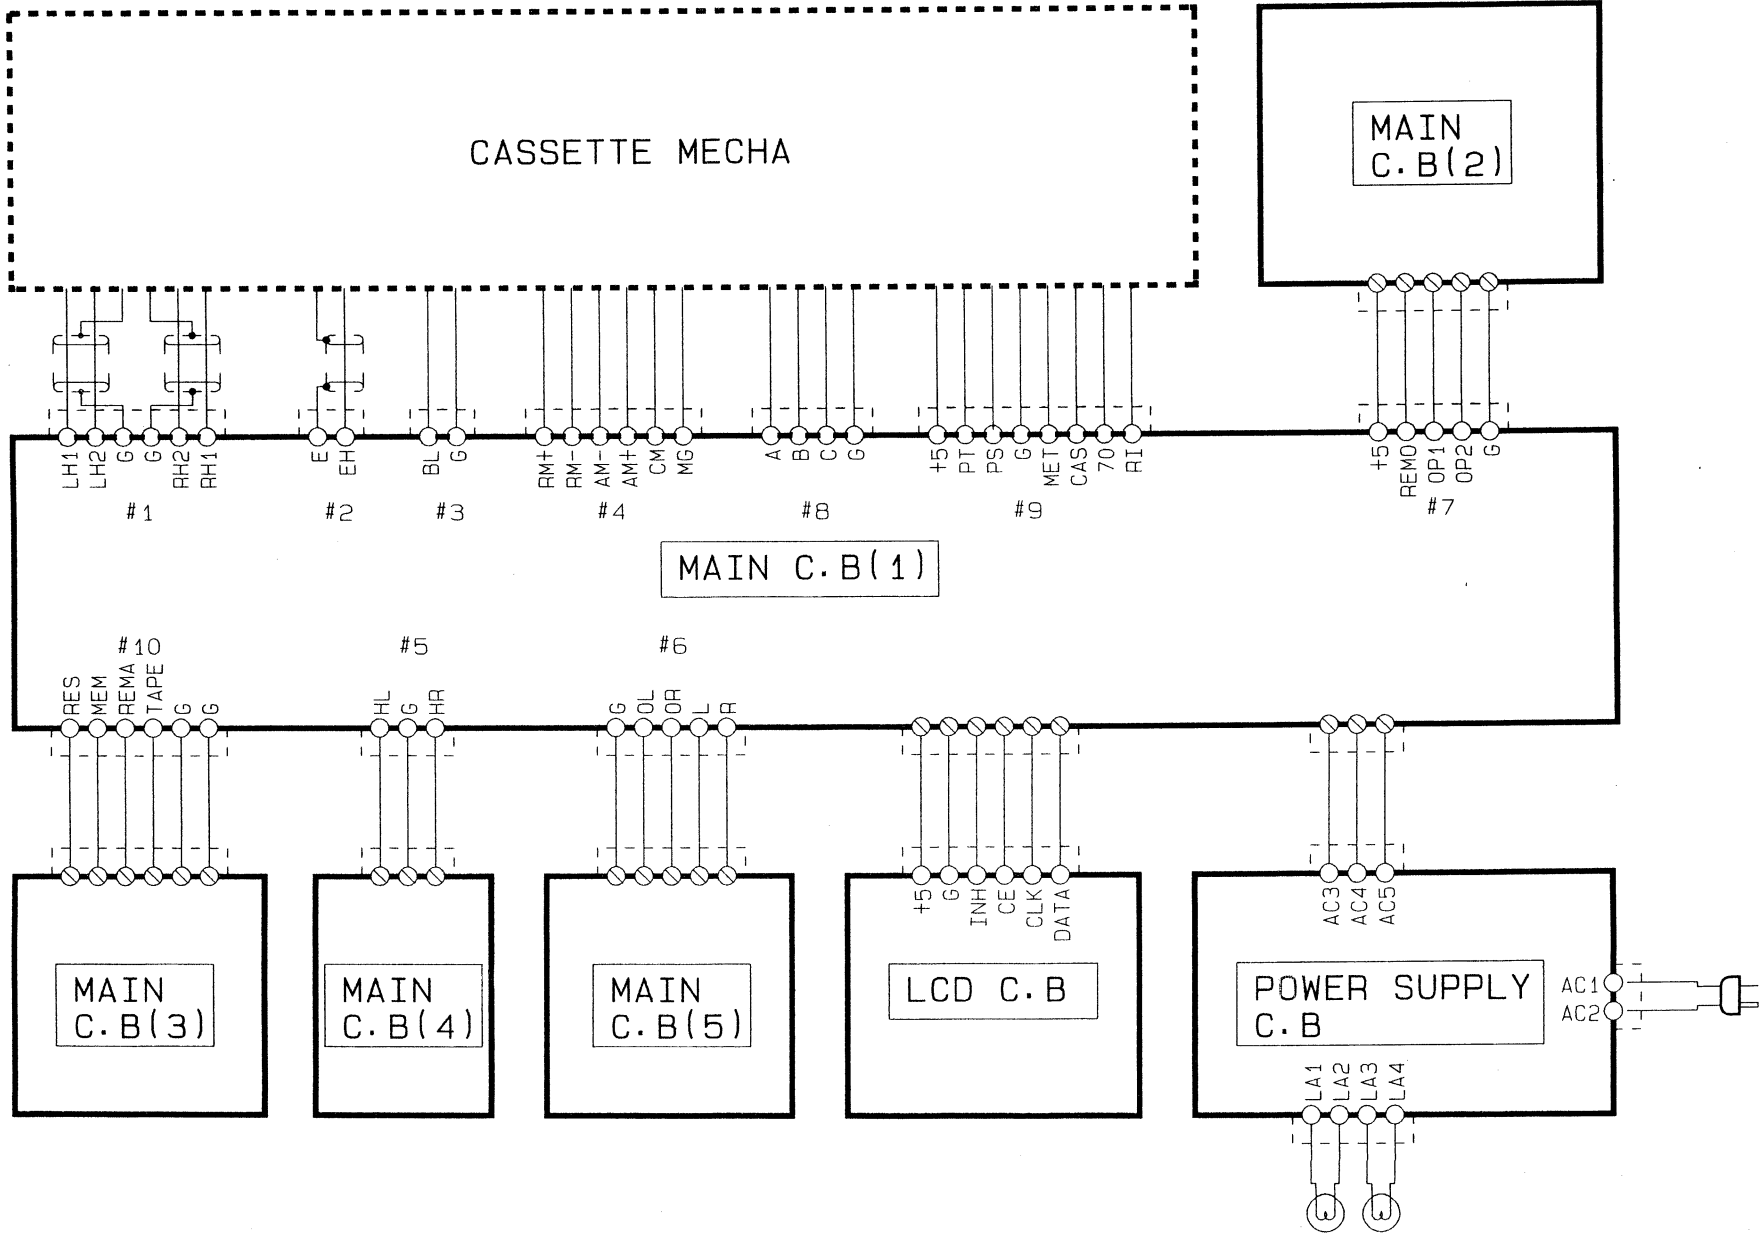 CASSETTE MECHA
MAIN
C.B(2)
LH1
LH2
G
G
RH2
RH1
#1
E
EH
#2
BL
G
#3
RM+
RM-
AM-
AM+
CM
MG
#4
A
B
C
G
#8
+5
PT
PS
G
MET
CAS
70
RI
#9
+5
REMO
OP1
OP2
G
#7
MAIN C.B(1)
#10
RES
MEM
REMA
TAPE
G
G
#5
HL
G
HR
#6
G
OL
OR
L
R
+5
G
INH
CE
CLK
DATA
AC3
AC4
AC5
MAIN
C.B(3)
MAIN
C.B(4)
MAIN
C.B(5)
LCD C.B
POWER SUPPLY
C.B
AC1
AC2
LA1
LA2
LA3
LA4